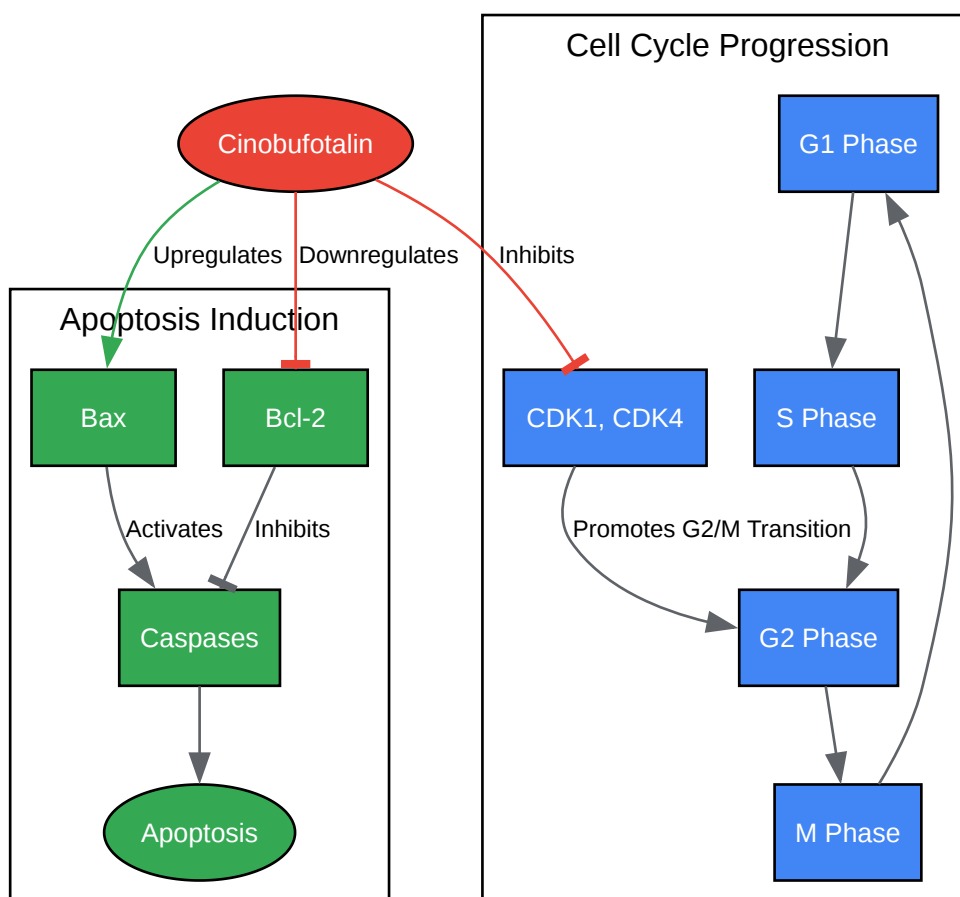 Cell Cycle Progression
Cinobufotalin
G1 Phase
Upregulates
Downregulates
Inhibits
Apoptosis Induction
Bax
Bcl-2
CDK1, CDK4
S Phase
Activates
Inhibits
Promotes G2/M Transition
Caspases
G2 Phase
Apoptosis
M Phase